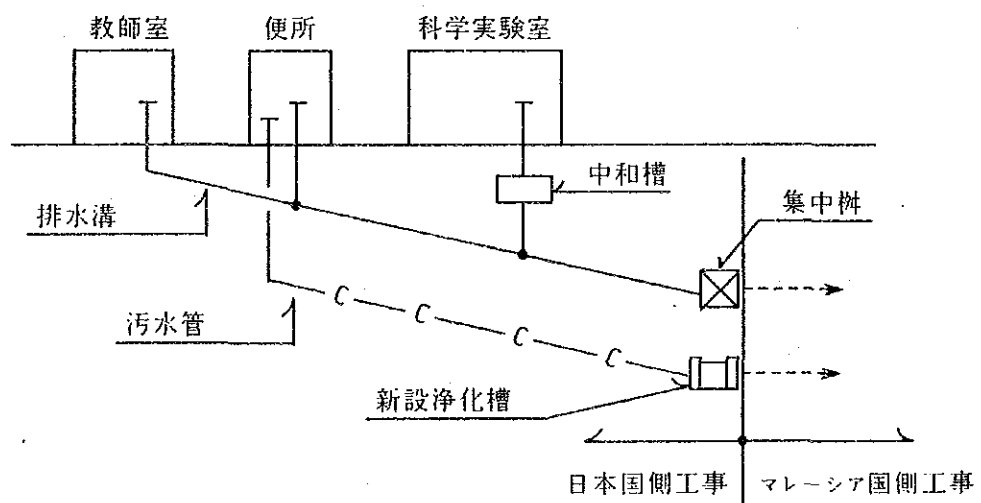 教師室
便所
科学実験室
中和槽
集中桝
排水溝
C
C
汚水管
C
C
新設浄化槽
日本国側工事
マレーシア国側工事